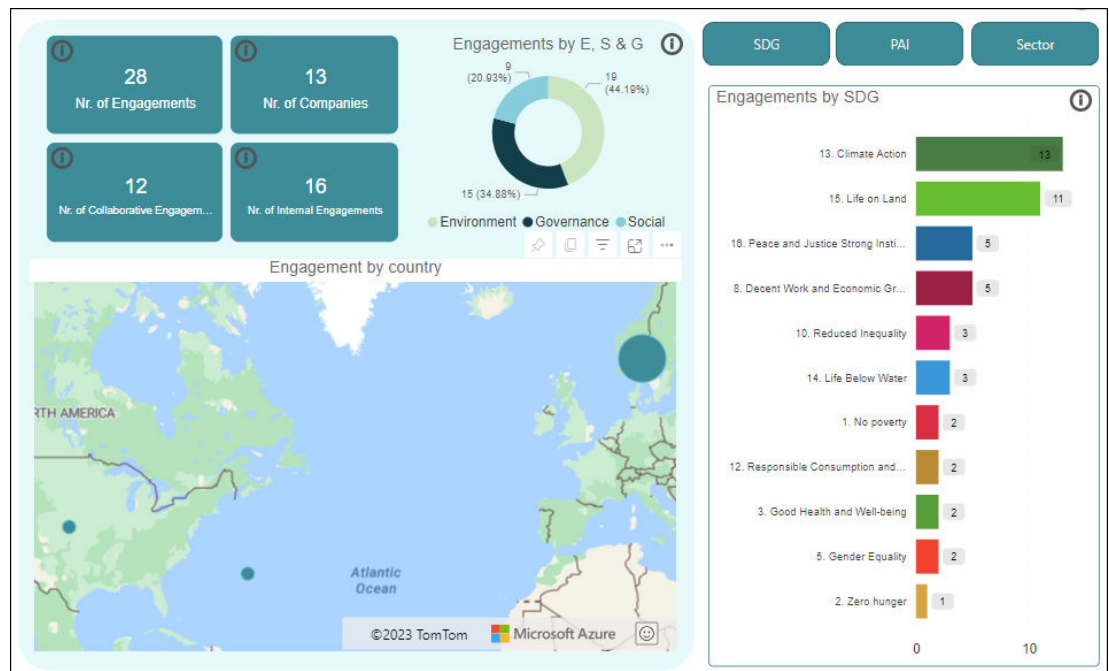 28
Nr. of Engagements
13
Nr. of Companies
12
Nr. of Collaborative Engagem...
16
Nr. of Internal Engagements
Engagements by E, S & G
9
(20.93%)
19
(44.19%)
15 (34.88%)
Environment Governance Social
Engagement by country
RTH AMERICA
Atlantic
Ocean
©2023 TomTom Microsoft Azure
SDG PAI Sector
Engagements by SDG
13. Climate Action 13
15. Life on Land 11
16. Peace and Justice Strong Insti... 5
8. Decent Work and Economic Gr... 5
10. Reduced Inequality 3
14. Life Below Water 3
1. No poverty 2
12. Responsible Consumption and... 2
3. Good Health and Well-being 2
5. Gender Equality 2
2. Zero hunger 1
0 10